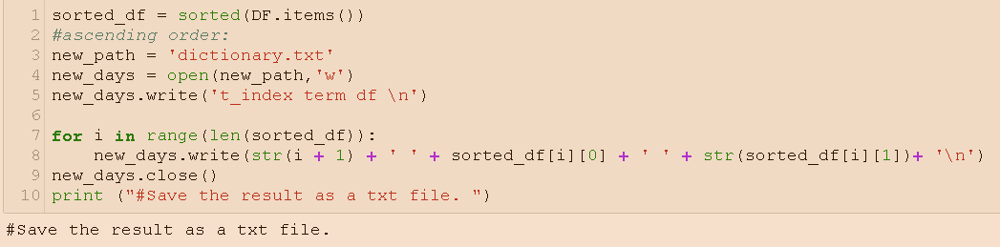 1 sorted_df = sorted(DF.items())
2 #ascending order:
3 new_path = 'dictionary.txt'
4 new_days = open(new_path,'w')
5 new_days.write('t_index term df \n')
6
7 for i in range(len(sorted_df)):
8     new_days.write(str(i + 1) + ' ' + sorted_df[i][0] + ' ' + str(sorted_df[i][1])+ '\n')
9 new_days.close()
10 print ("#Save the result as a txt file. ")
#Save the result as a txt file.